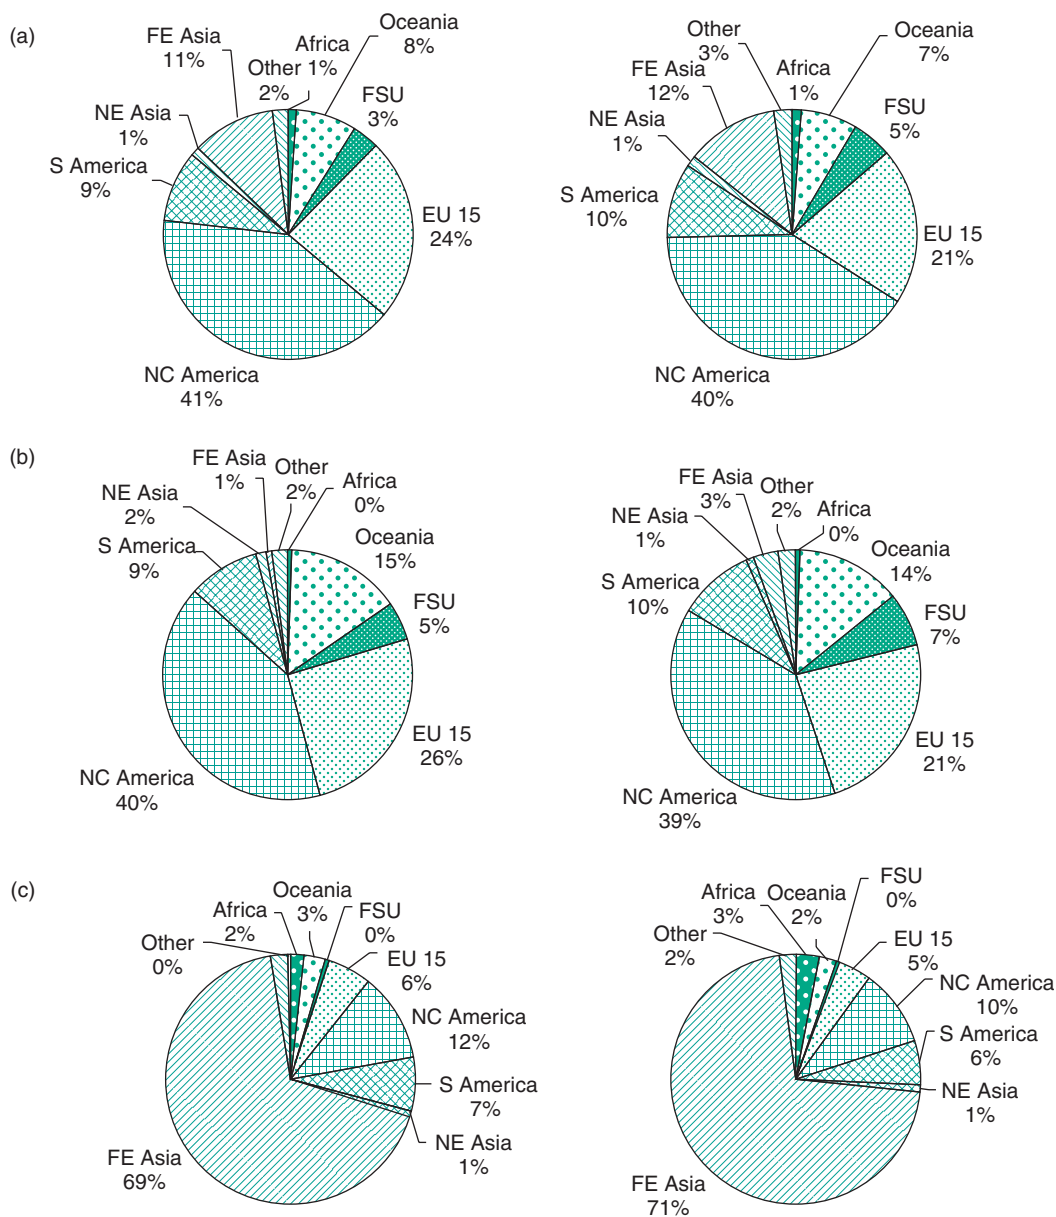 (a)
FE Asia
11%
Other
2%
Africa
1%
Oceania
8%
FSU
3%
NE Asia
1%
S America
9%
EU 15
24%
NC America
41%
Other
3%
Africa
1%
Oceania
7%
FE Asia
12%
FSU
5%
NE Asia
1%
S America
10%
EU 15
21%
NC America
40%
(b)
FE Asia
1%
Other
2%
Africa
0%
NE Asia
2%
S America
9%
Oceania
15%
FSU
5%
EU 15
26%
NC America
40%
FE Asia
3%
Other
2%
Africa
0%
NE Asia
1%
Oceania
14%
S America
10%
FSU
7%
EU 15
21%
NC America
39%
(c)
Oceania
3%
Africa
2%
FSU
0%
Other
0%
EU 15
6%
NC America
12%
S America
7%
NE Asia
1%
FE Asia
69%
FSU
0%
Africa
3%
Oceania
2%
Other
2%
EU 15
5%
NC America
10%
S America
6%
NE Asia
1%
FE Asia
71%